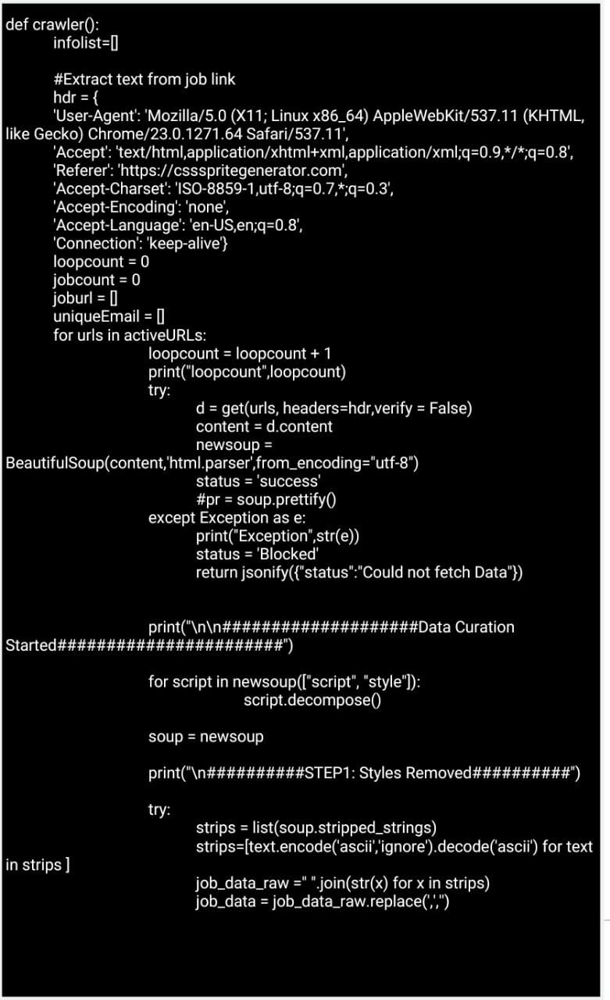 def crawler():
infolist=[]
#Extract text from job link
hdr = {
'User-Agent': 'Mozilla/5.0 (X11; Linux x86_64) AppleWebKit/537.11 (KHTML,
like Gecko) Chrome/23.0.1271.64 Safari/537.11',
'Accept': 'text/html,application/xhtml+xml,application/xml;q=0.9,*/*;q=0.8',
'Referer': 'https://cssspritegenerator.com',
'Accept-Charset': 'ISO-8859-1,utf-8;q=0.7,*;q=0.3',
'Accept-Encoding': 'none',
'Accept-Language': 'en-US,en;q=0.8',
'Connection': 'keep-alive'}
loopcount = 0
jobcount = 0
joburl = []
uniqueEmail = []
for urls in activeURLs:
loopcount = loopcount + 1
print("loopcount",loopcount)
try:
d = get(urls, headers=hdr,verify = False)
content = d.content
newsoup =
BeautifulSoup(content,'html.parser',from_encoding="utf-8")
status = 'success'
#pr = soup.prettify()
except Exception as e:
print("Exception",str(e))
status = 'Blocked'
return jsonify({"status":"Could not fetch Data"})
print("\n\n####################Data Curation
Started#######################")
for script in newsoup(["script", "style"]):
script.decompose()
soup = newsoup
print("\n##########STEP1: Styles Removed##########")
try:
strips = list(soup.stripped_strings)
strips=[text.encode('ascii','ignore').decode('ascii') for text
in strips ]
job_data_raw =" ".join(str(x) for x in strips)
job_data = job_data_raw.replace(',','')